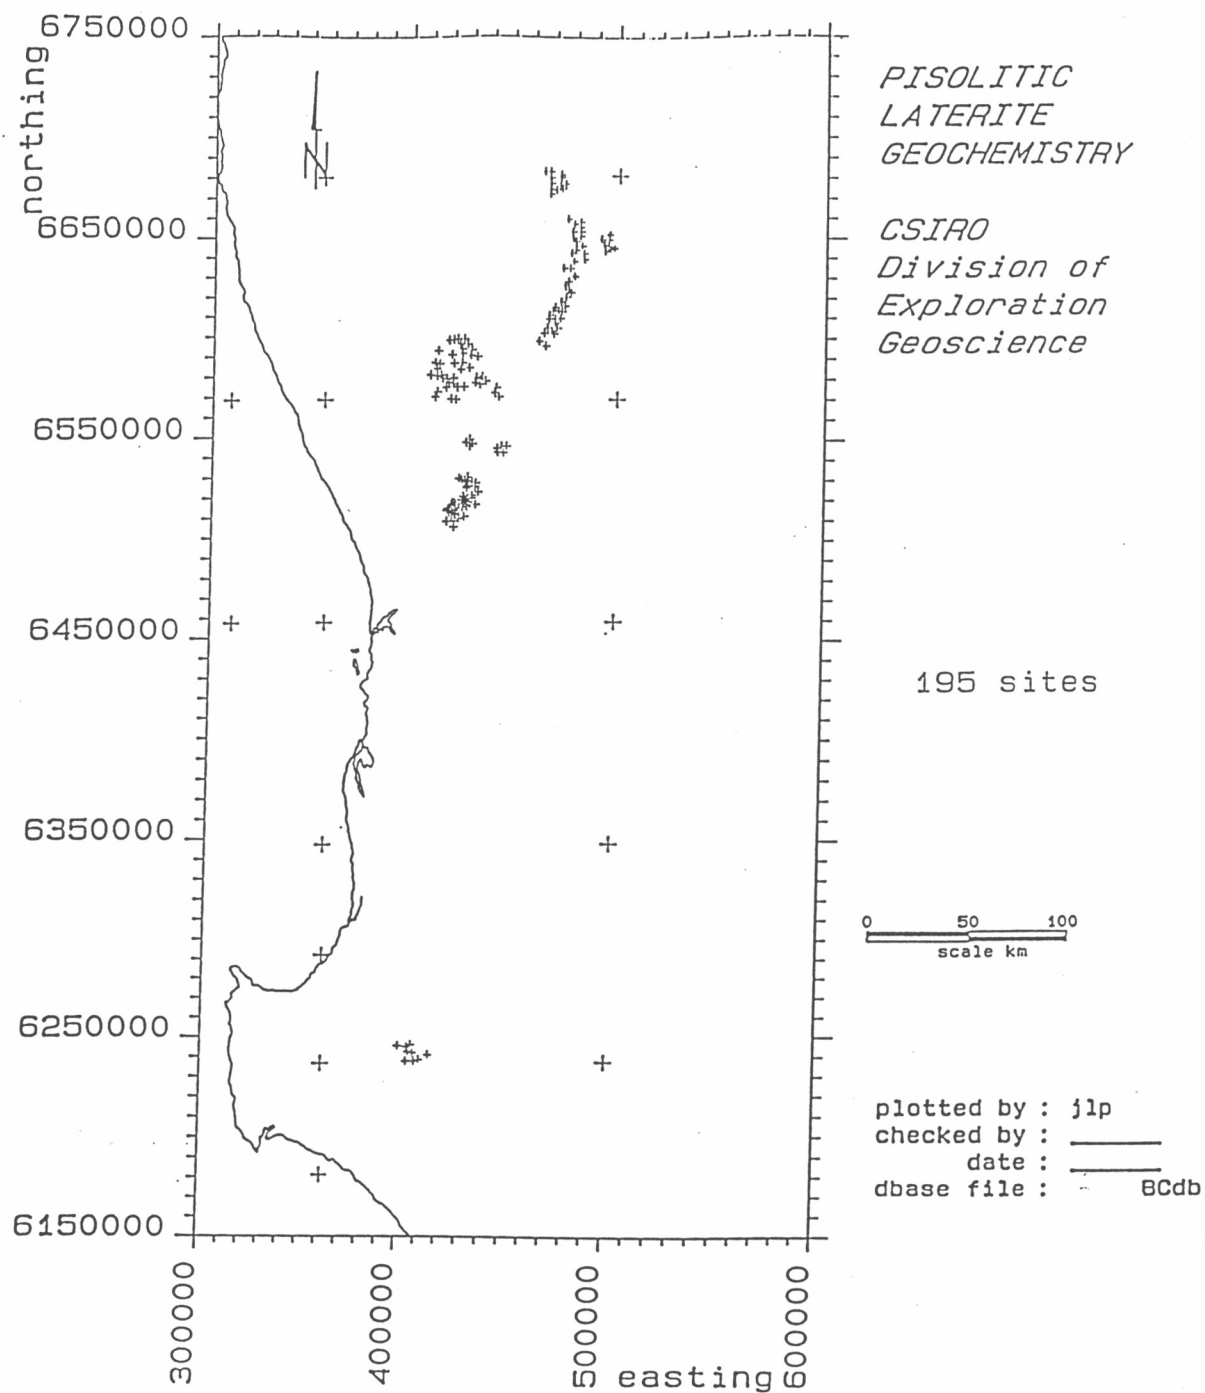 6750000
northing
6650000
6550000
6450000
6350000
6250000
6150000
300000
400000
500000
easting
600000
N
PISOLITIC
LATERITE
GEOCHEMISTRY
CSIRO
Division of
Exploration
Geoscience
195 sites
0 50 100
scale km
plotted by : jlp
checked by :
date :
dbase file : BCdb